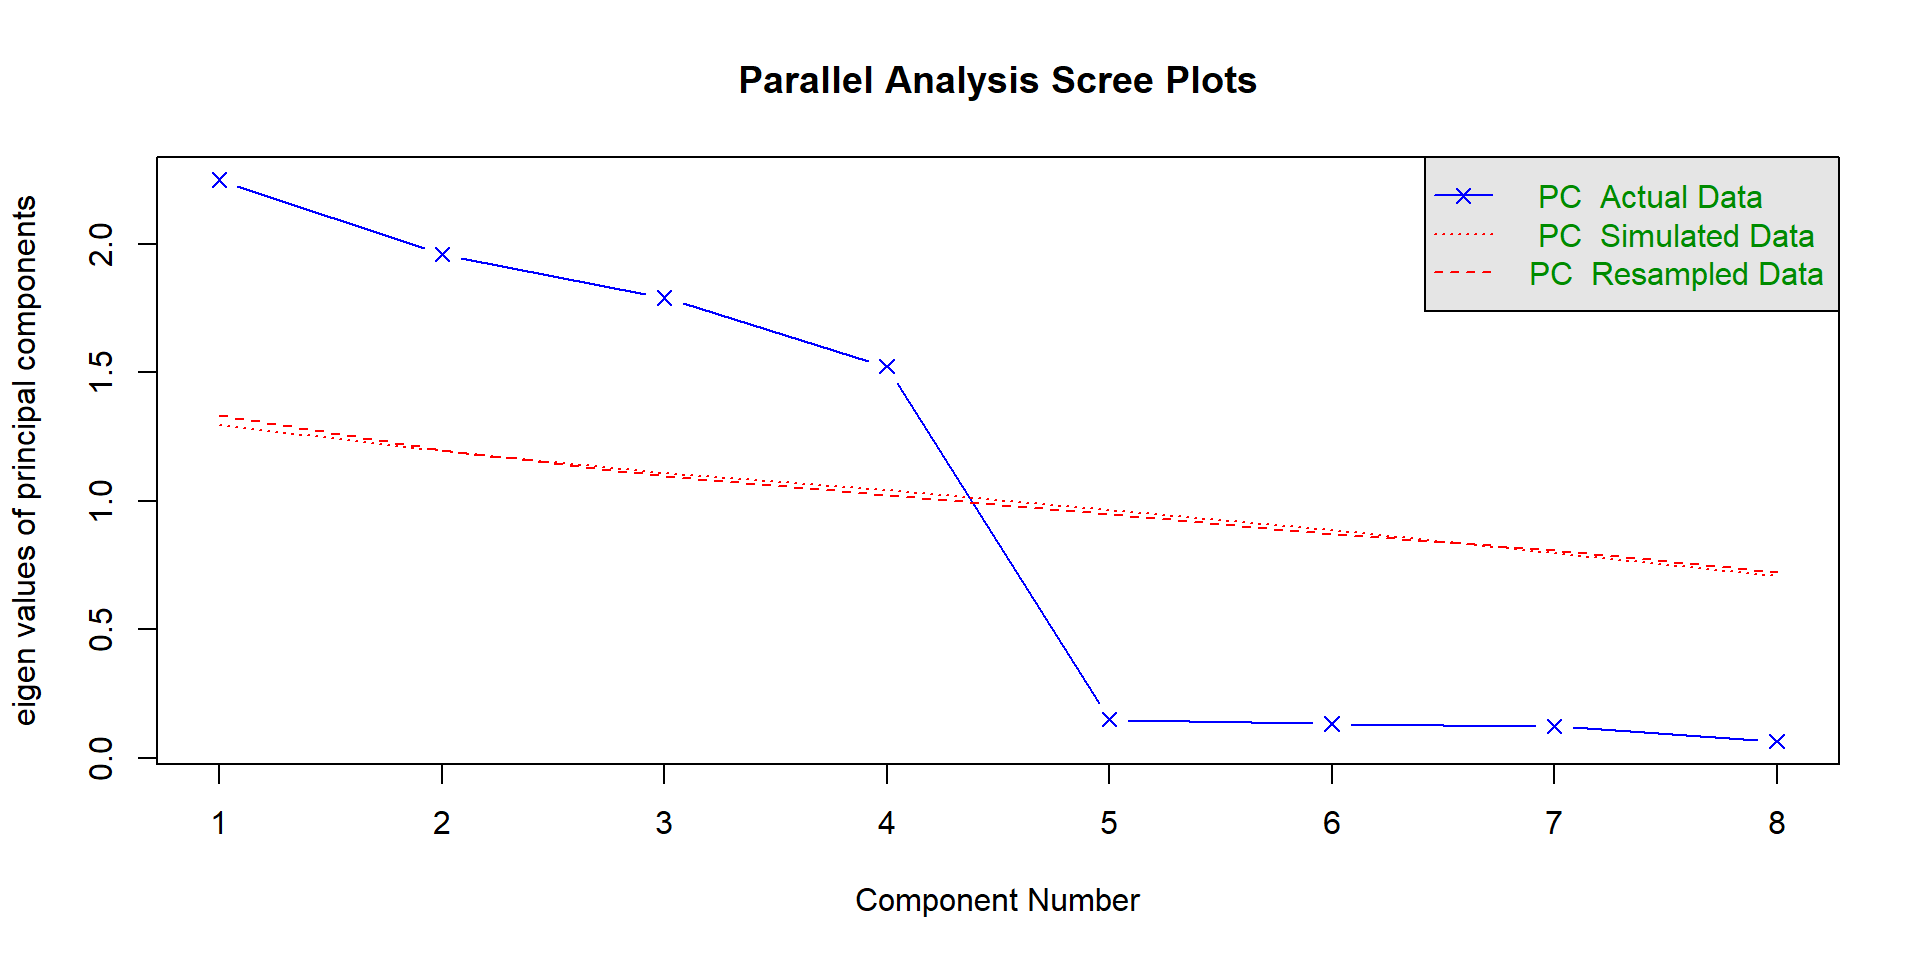 Parallel Analysis Scree Plots
PC Actual Data
PC Simulated Data
PC Resampled Data
eigen values of principal components
2.0
1.5
1.0
0.5
0.0
1 2 3 4 5 6 7 8
Component Number